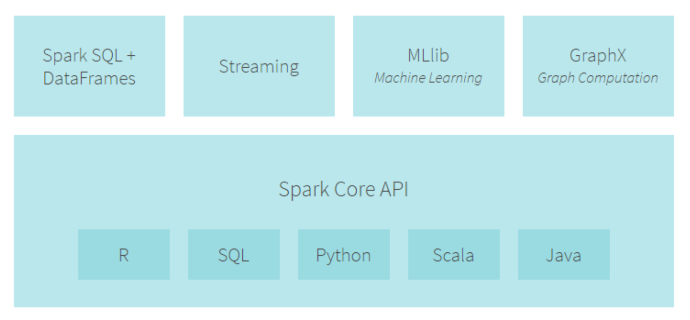 Spark SQL +
DataFrames
Streaming
MLlib
Machine Learning
GraphX
Graph Computation
Spark Core API
R
SQL
Python
Scala
Java